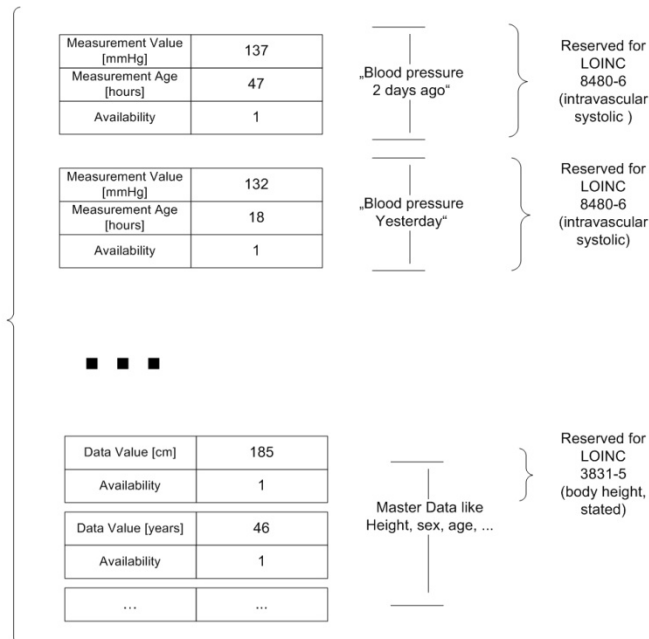 Measurement Value
[mmHg]
137
Measurement Age
[hours]
47
Availability
1
„Blood pressure
2 days ago“
Reserved for
LOINC
8480-6
(intravascular
systolic )
Measurement Value
[mmHg]
132
Measurement Age
[hours]
18
Availability
1
„Blood pressure
Yesterday“
Reserved for
LOINC
8480-6
(intravascular
systolic)
Data Value [cm]
185
Availability
1
Data Value [years]
46
Availability
1
...
...
Master Data like
Height, sex, age, ...
Reserved for
LOINC
3831-5
(body height,
stated)